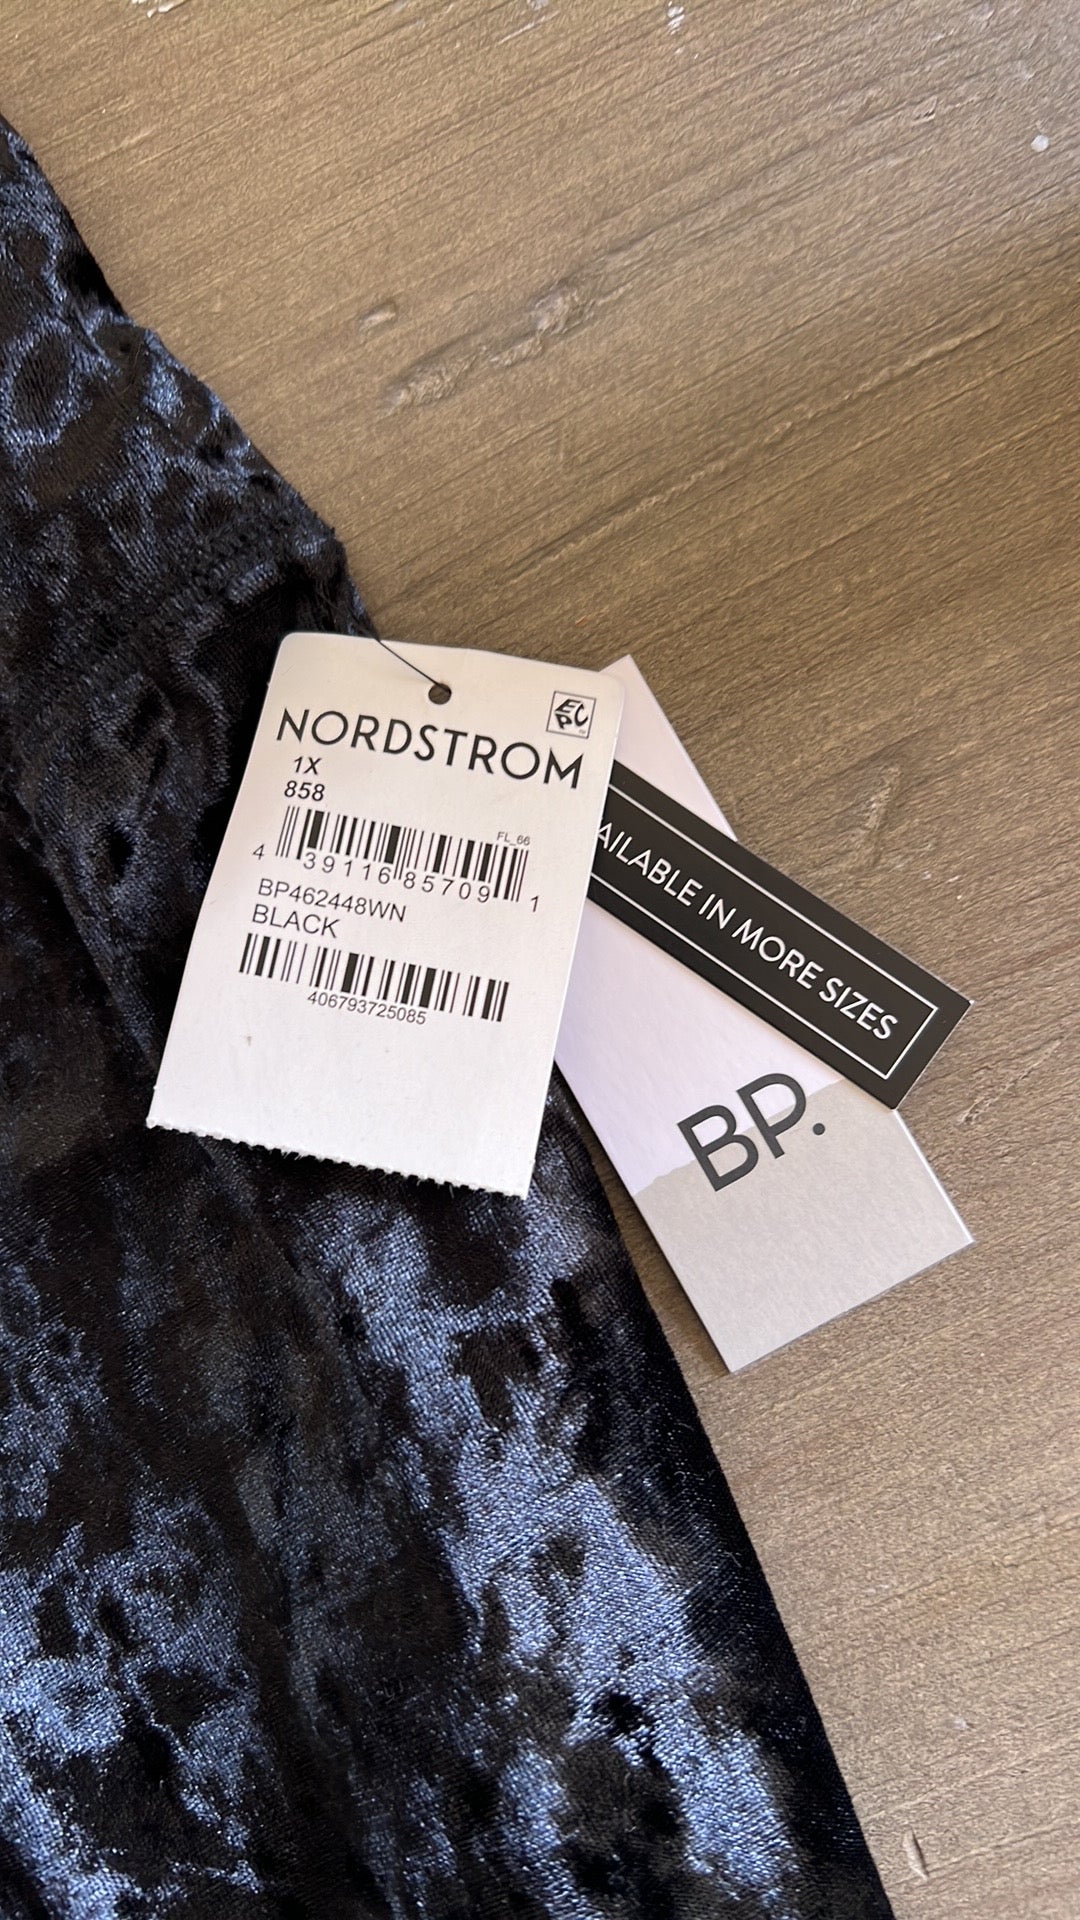 NORDSTROM
1X
858
FL_66
4 39116 85709 1
BP462448WN
BLACK
406793725085
AILABLE IN MORE SIZES
BP.